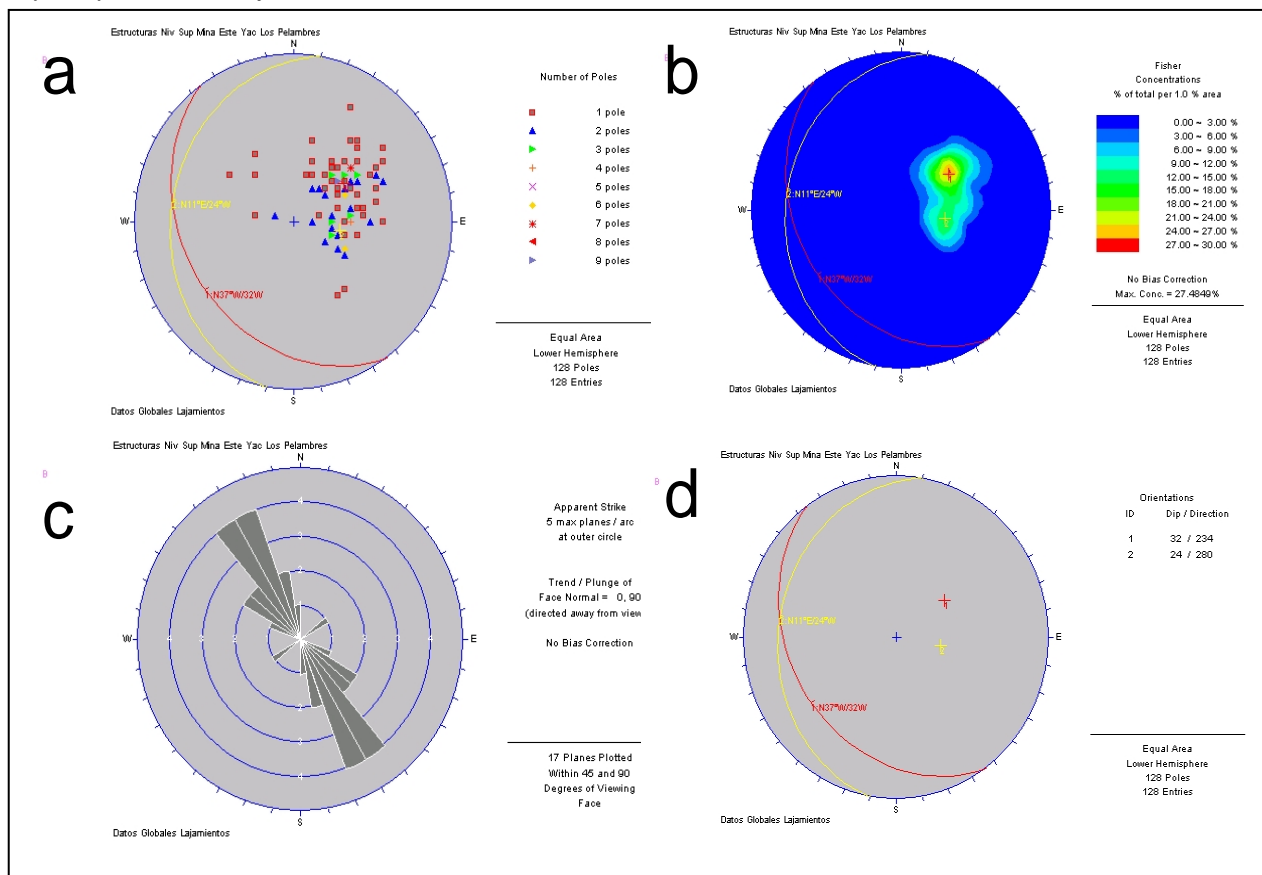 Estructuras Niv Sup Mina Este Yac Los Pelambres
B
a
N
W
E
S
2:N11°E/24°W
1:N37°W/32W
Number of Poles
1 pole
2 poles
3 poles
4 poles
5 poles
6 poles
7 poles
8 poles
9 poles
Equal Area
Lower Hemisphere
128 Poles
128 Entries
Datos Globales Lajamientos
Estructuras Niv Sup Mina Este Yac Los Pelambres
B
b
N
W
E
S
2:N11°E/24°W
1:N37°W/32W
Fisher
Concentrations
% of total per 1.0 % area
0.00 ~ 3.00 %
3.00 ~ 6.00 %
6.00 ~ 9.00 %
9.00 ~ 12.00 %
12.00 ~ 15.00 %
15.00 ~ 18.00 %
18.00 ~ 21.00 %
21.00 ~ 24.00 %
24.00 ~ 27.00 %
27.00 ~ 30.00 %
No Bias Correction
Max. Conc. = 27.4849%
Equal Area
Lower Hemisphere
128 Poles
128 Entries
Datos Globales Lajamientos
Estructuras Niv Sup Mina Este Yac Los Pelambres
B
c
N
W
E
S
Apparent Strike
5 max planes / arc
at outer circle
Trend / Plunge of
Face Normal = 0, 90
(directed away from view
No Bias Correction
17 Planes Plotted
Within 45 and 90
Degrees of Viewing
Face
Datos Globales Lajamientos
Estructuras Niv Sup Mina Este Yac Los Pelambres
B
d
N
W
E
S
2:N11°E/24°W
1:N37°W/32W
Orientations
ID Dip / Direction
1 32 / 234
2 24 / 280
Equal Area
Lower Hemisphere
128 Poles
128 Entries
Datos Globales Lajamientos